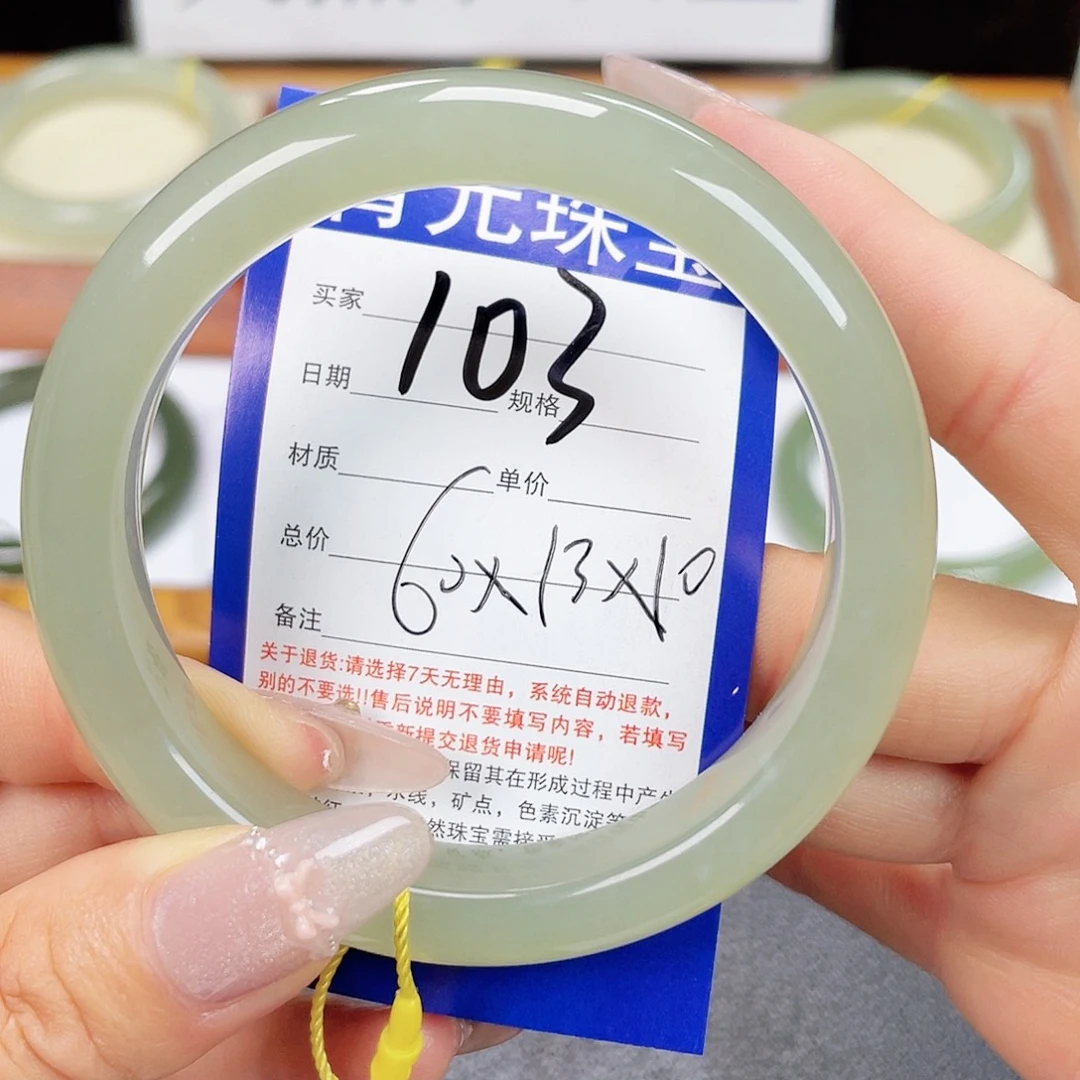 元珠宝
买家
103
日期 规格
材质 单价
60×13×10
总价
备注
关于退货:请选择7天无理由，系统自动退款，
别的不要选!!售后说明不要填写内容，若填写
新提交退货申请呢!
保留其在形成过程中产生
水线，矿点，色素沉淀等
然珠宝需接受